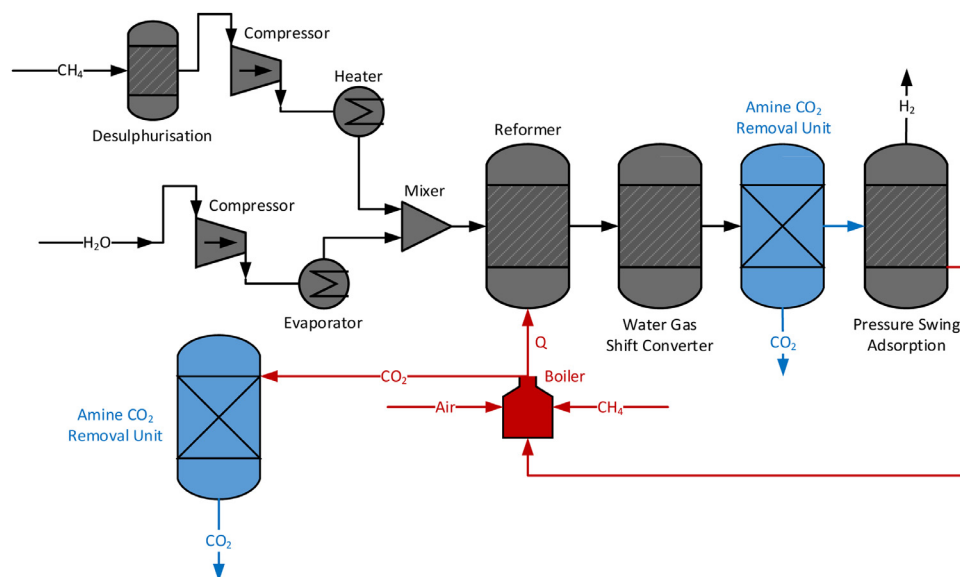 Compressor
CH₄
Desulphurisation
Heater
H₂O
Compressor
Evaporator
Mixer
Reformer
Water Gas
Shift Converter
Amine CO₂
Removal Unit
CO₂
H₂
Pressure Swing
Adsorption
Q
Boiler
CO₂
Air
CH₄
Amine CO₂
Removal Unit
CO₂